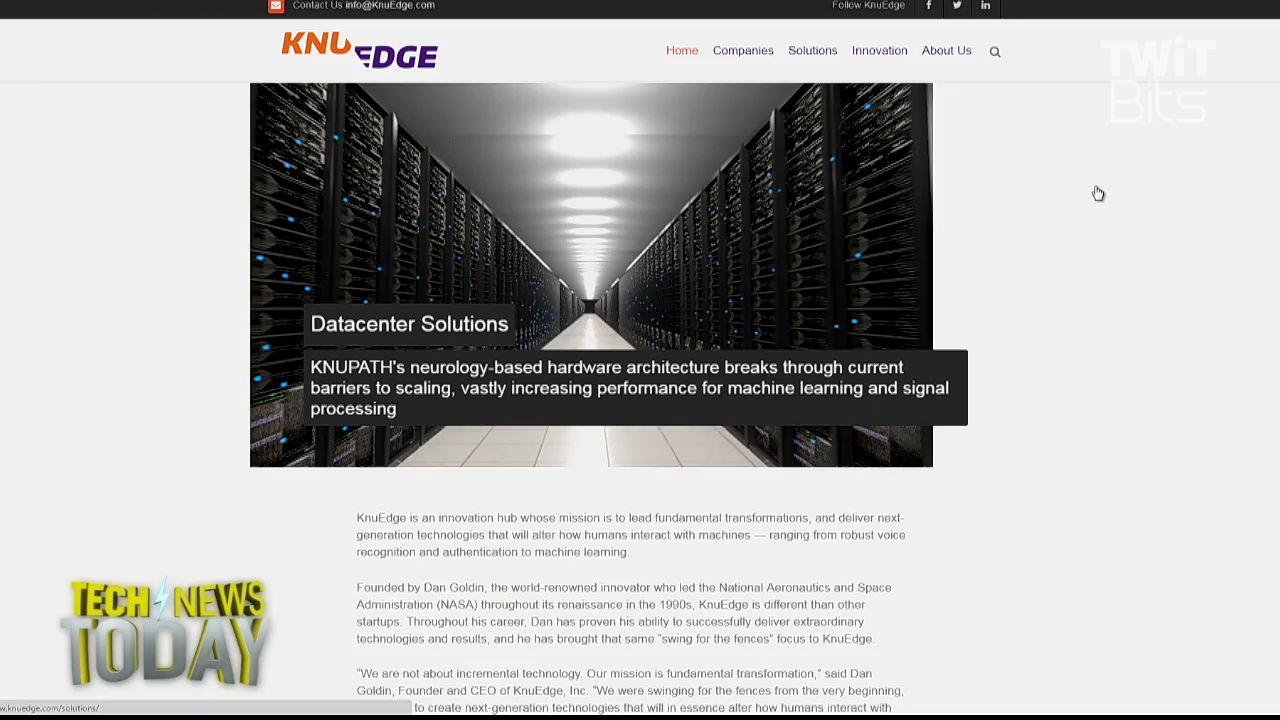 Contact Us info@KnuEdge.com
Follow KnuEdge
KNUEDGE
Home Companies Solutions Innovation About Us
TWiT
Bits
Datacenter Solutions
KNUPATH's neurology-based hardware architecture breaks through current
barriers to scaling, vastly increasing performance for machine learning and signal
processing
KnuEdge is an innovation hub whose mission is to lead fundamental transformations, and deliver next-
generation technologies that will alter how humans interact with machines — ranging from robust voice
recognition and authentication to machine learning.
Founded by Dan Goldin, the world-renowned innovator who led the National Aeronautics and Space
Administration (NASA) throughout its renaissance in the 1990s, KnuEdge is different than other
startups. Throughout his career, Dan has proven his ability to successfully deliver extraordinary
technologies and results, and he has brought that same "swing for the fences" focus to KnuEdge.
"We are not about incremental technology. Our mission is fundamental transformation," said Dan
Goldin, Founder and CEO of KnuEdge, Inc. "We were swinging for the fences from the very beginning,
to create next-generation technologies that will in essence alter how humans interact with
TECH NEWS
TODAY
w.knuedge.com/solutions/